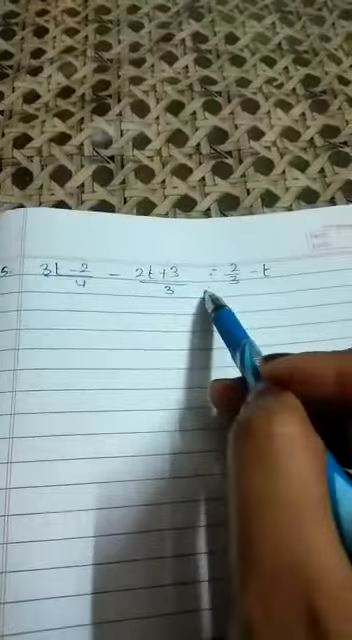 5. 3t - 2/4 - 2t + 3/3 = 2/3 - t